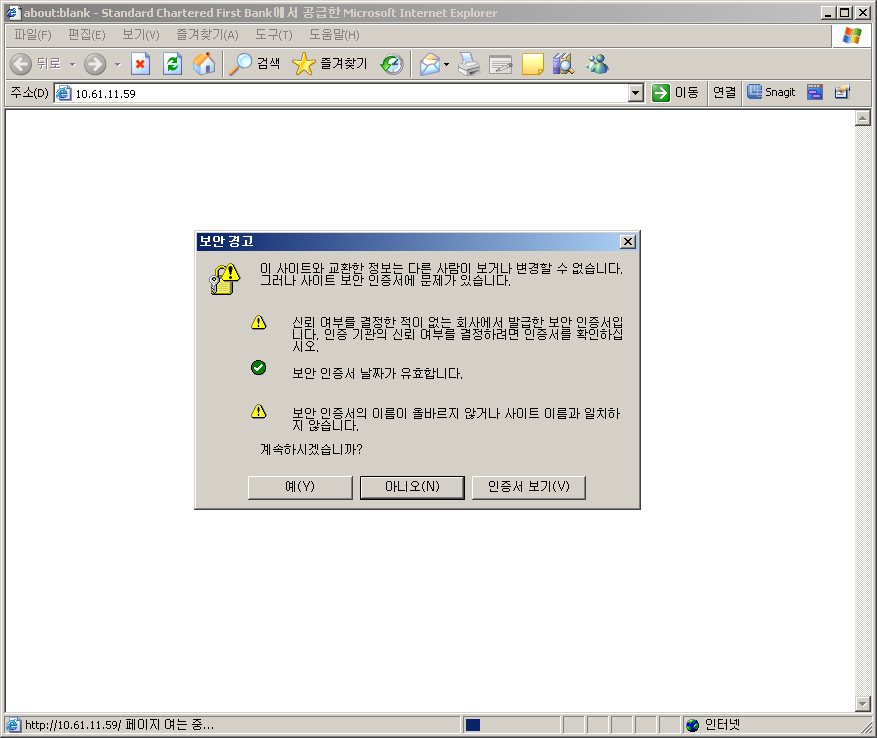 about:blank - Standard Chartered First Bank에서 공급한 Microsoft Internet Explorer
파일(F) 편집(E) 보기(V) 즐겨찾기(A) 도구(T) 도움말(H)
뒤로 검색 즐겨찾기
주소(D) 10.61.11.59 이동 연결 Snagit
보안 경고
이 사이트와 교환한 정보는 다른 사람이 보거나 변경할 수 없습니다.
그러나 사이트 보안 인증서에 문제가 있습니다.
신뢰 여부를 결정한 적이 없는 회사에서 발급한 보안 인증서입
니다. 인증 기관의 신뢰 여부를 결정하려면 인증서를 확인하십
시오.
보안 인증서 날짜가 유효합니다.
보안 인증서의 이름이 올바르지 않거나 사이트 이름과 일치하
지 않습니다.
계속하시겠습니까?
예(Y) 아니오(N) 인증서 보기(V)
http://10.61.11.59/ 페이지 여는 중... 인터넷